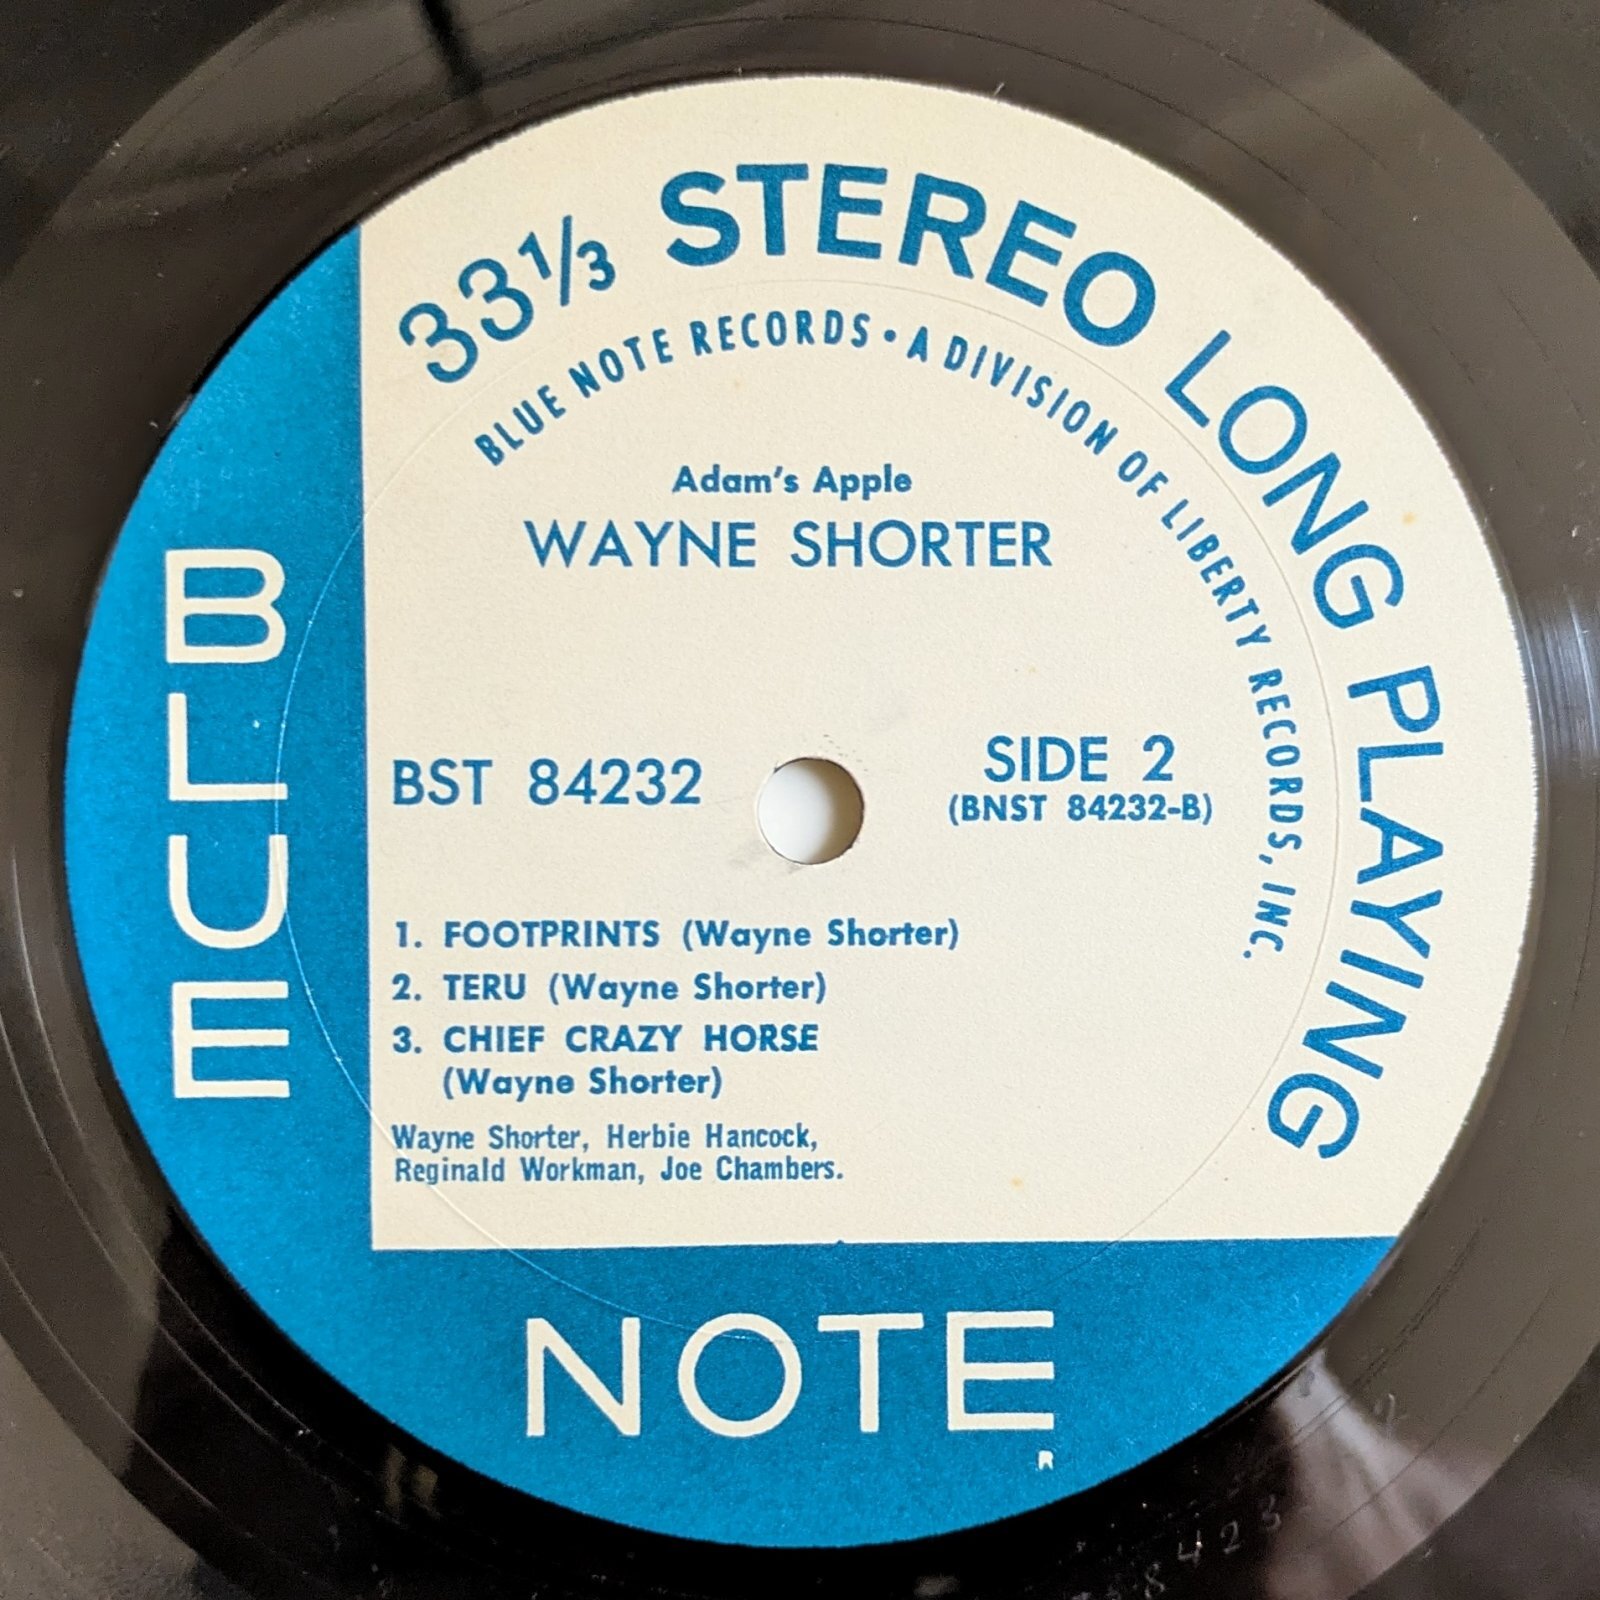 33⅓ STEREO LONG PLAYING
BLUE NOTE RECORDS • A DIVISION OF LIBERTY RECORDS, INC.
Adam's Apple
WAYNE SHORTER
BST 84232
SIDE 2
(BNST 84232-B)
1. FOOTPRINTS (Wayne Shorter)
2. TERU (Wayne Shorter)
3. CHIEF CRAZY HORSE
(Wayne Shorter)
Wayne Shorter, Herbie Hancock,
Reginald Workman, Joe Chambers.
BLUE
NOTE
R